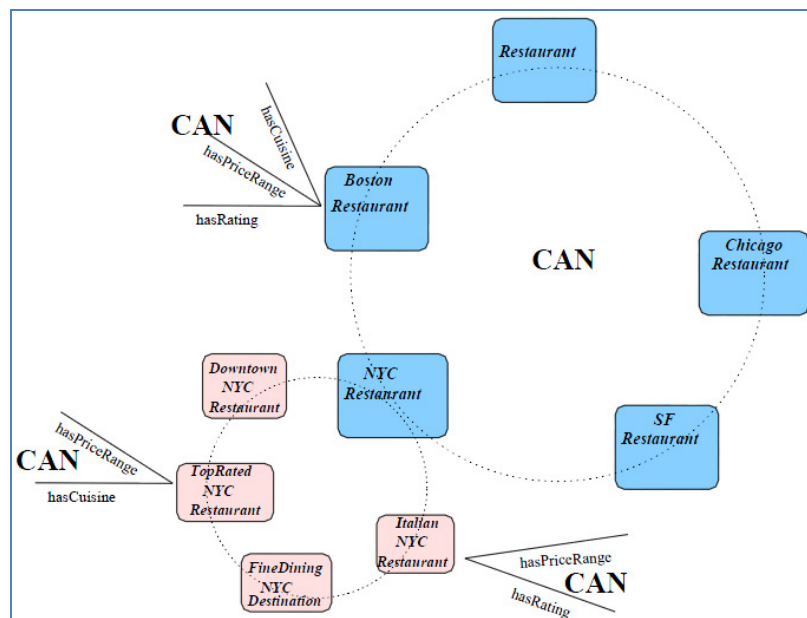 Restaurant
CAN
hasCuisine
hasPriceRange
hasRating
Boston
Restaurant
Chicago
Restaurant
CAN
Downtown
NYC
Restaurant
NYC
Restaurant
SF
Restaurant
hasPriceRange
CAN
hasCuisine
TopRated
NYC
Restaurant
Italian
NYC
Restaurant
hasPriceRange
CAN
hasRating
FineDining
NYC
Destination